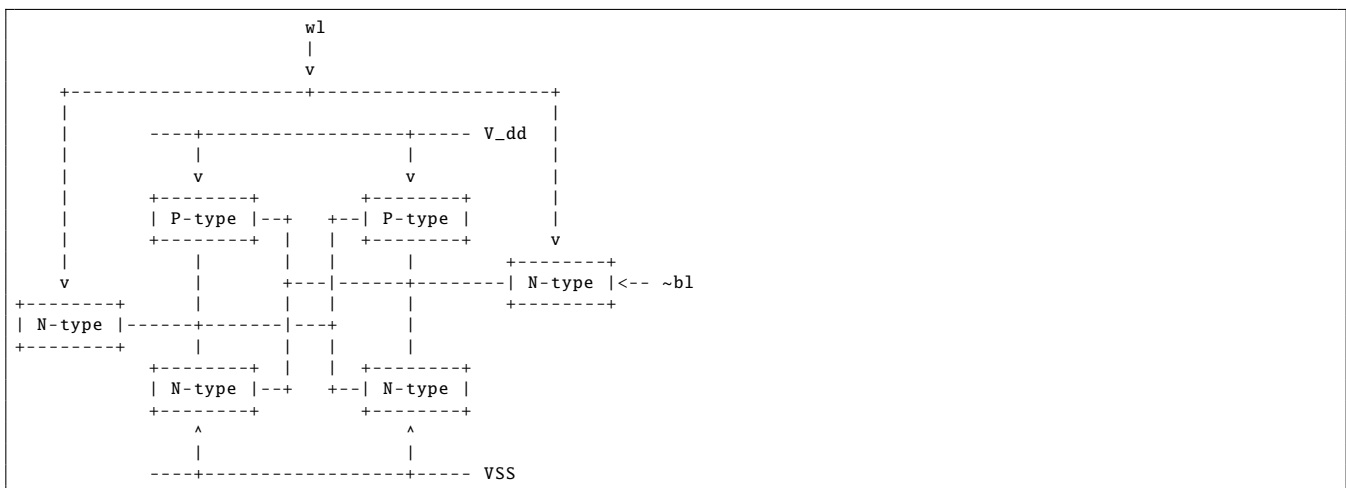 wl
V_dd
P-type P-type
N-type ~bl
N-type
N-type N-type
VSS